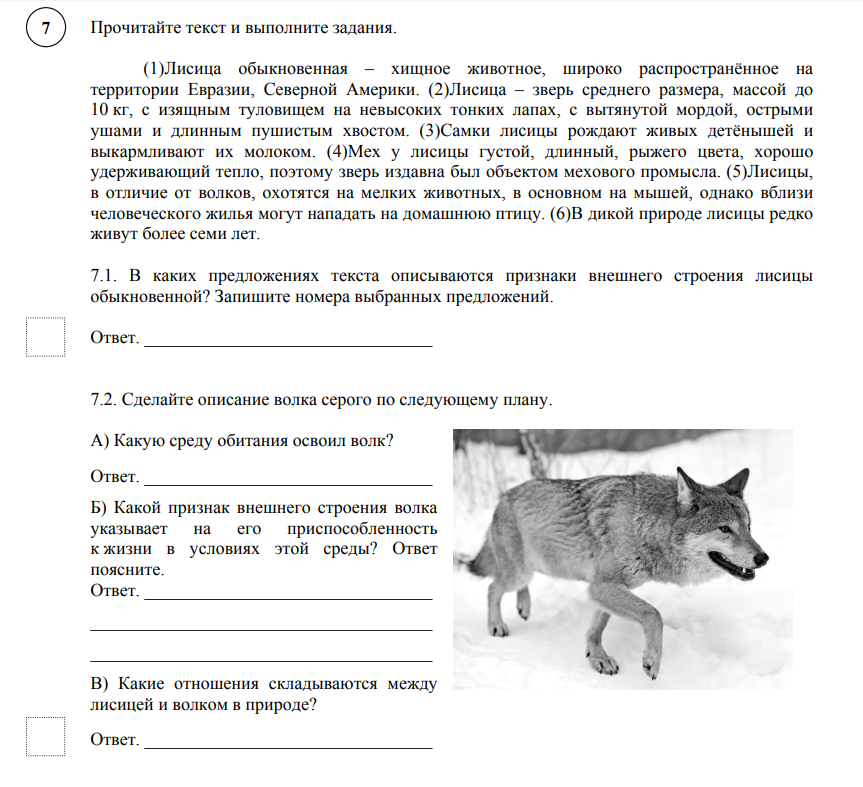 7 Прочитайте текст и выполните задания.
(1)Лисица обыкновенная – хищное животное, широко распространённое на
территории Евразии, Северной Америки. (2)Лисица – зверь среднего размера, массой до
10 кг, с изящным туловищем на невысоких тонких лапах, с вытянутой мордой, острыми
ушами и длинным пушистым хвостом. (3)Самки лисицы рождают живых детёнышей и
выкармливают их молоком. (4)Мех у лисицы густой, длинный, рыжего цвета, хорошо
удерживающий тепло, поэтому зверь издавна был объектом мехового промысла. (5)Лисицы,
в отличие от волков, охотятся на мелких животных, в основном на мышей, однако вблизи
человеческого жилья могут нападать на домашнюю птицу. (6)В дикой природе лисицы редко
живут более семи лет.
7.1. В каких предложениях текста описываются признаки внешнего строения лисицы
обыкновенной? Запишите номера выбранных предложений.
Ответ.
7.2. Сделайте описание волка серого по следующему плану.
А) Какую среду обитания освоил волк?
Ответ.
Б) Какой признак внешнего строения волка
указывает на его приспособленность
к жизни в условиях этой среды? Ответ
поясните.
Ответ.
В) Какие отношения складываются между
лисицей и волком в природе?
Ответ.